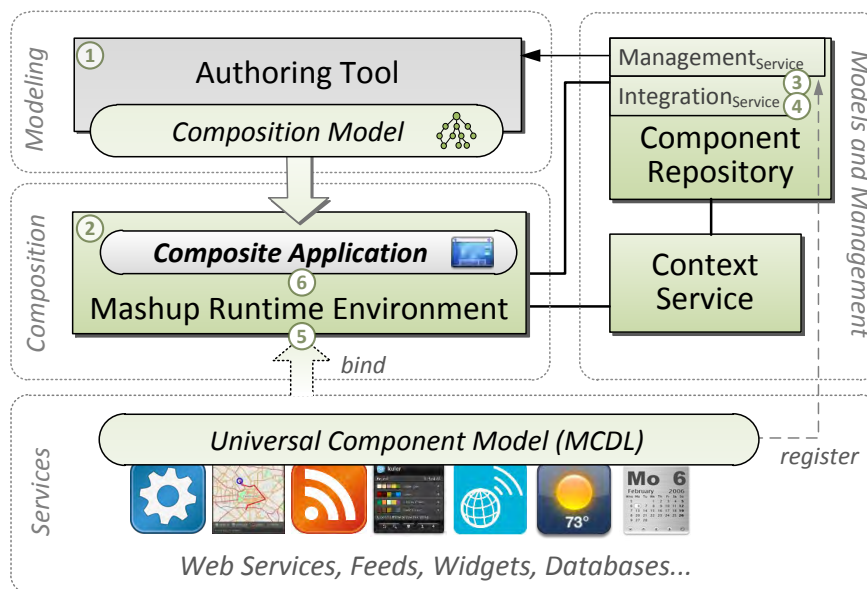 Modeling
1
Authoring Tool
Composition Model
Management Service
3
Integration Service
4
Component
Repository
Models and Management
Composition
2
Composite Application
6
Mashup Runtime Environment
5
bind
Context
Service
Services
Universal Component Model (MCDL)
register
73°
Mo 6
February 2006
Web Services, Feeds, Widgets, Databases...